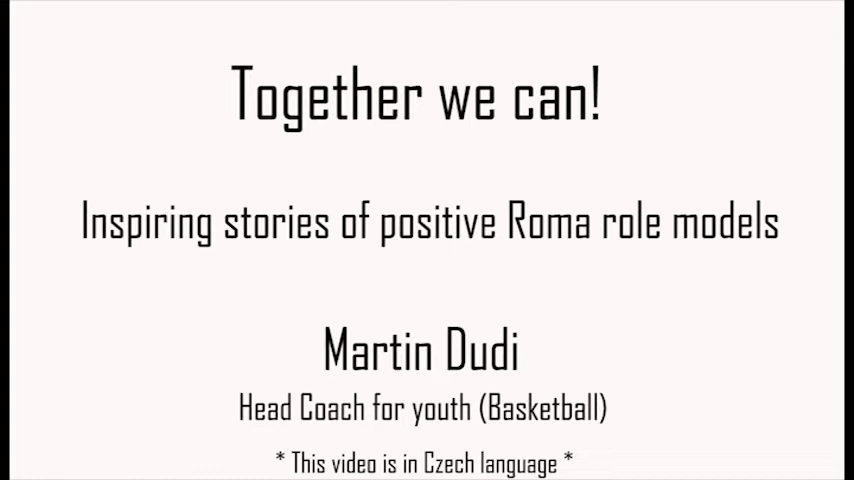 Together we can!
Inspiring stories of positive Roma role models
Martin Dudi
Head Coach for youth (Basketball)
* This video is in Czech language *